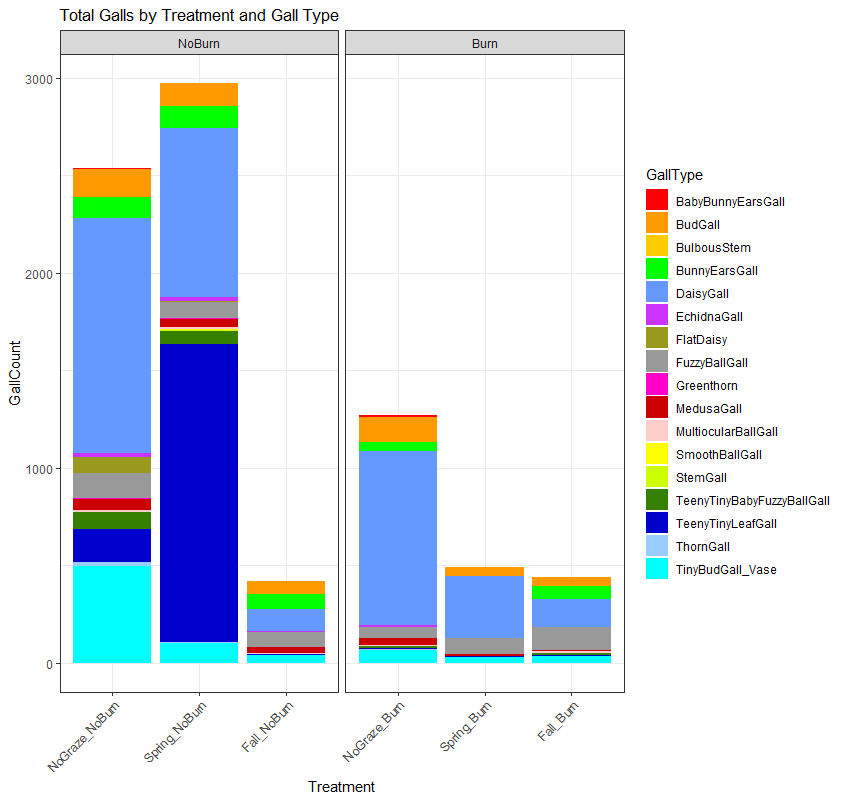 Total Galls by Treatment and Gall Type
NoBurn
Burn
3000
2000
1000
0
GallCount
NoGraze_NoBurn
Spring_NoBurn
Fall_NoBurn
NoGraze_Burn
Spring_Burn
Fall_Burn
Treatment
GallType
BabyBunnyEarsGall
BudGall
BulbousStem
BunnyEarsGall
DaisyGall
EchidnaGall
FlatDaisy
FuzzyBallGall
Greenthorn
MedusaGall
MultiocularBallGall
SmoothBallGall
StemGall
TeenyTinyBabyFuzzyBallGall
TeenyTinyLeafGall
ThornGall
TinyBudGall_Vase